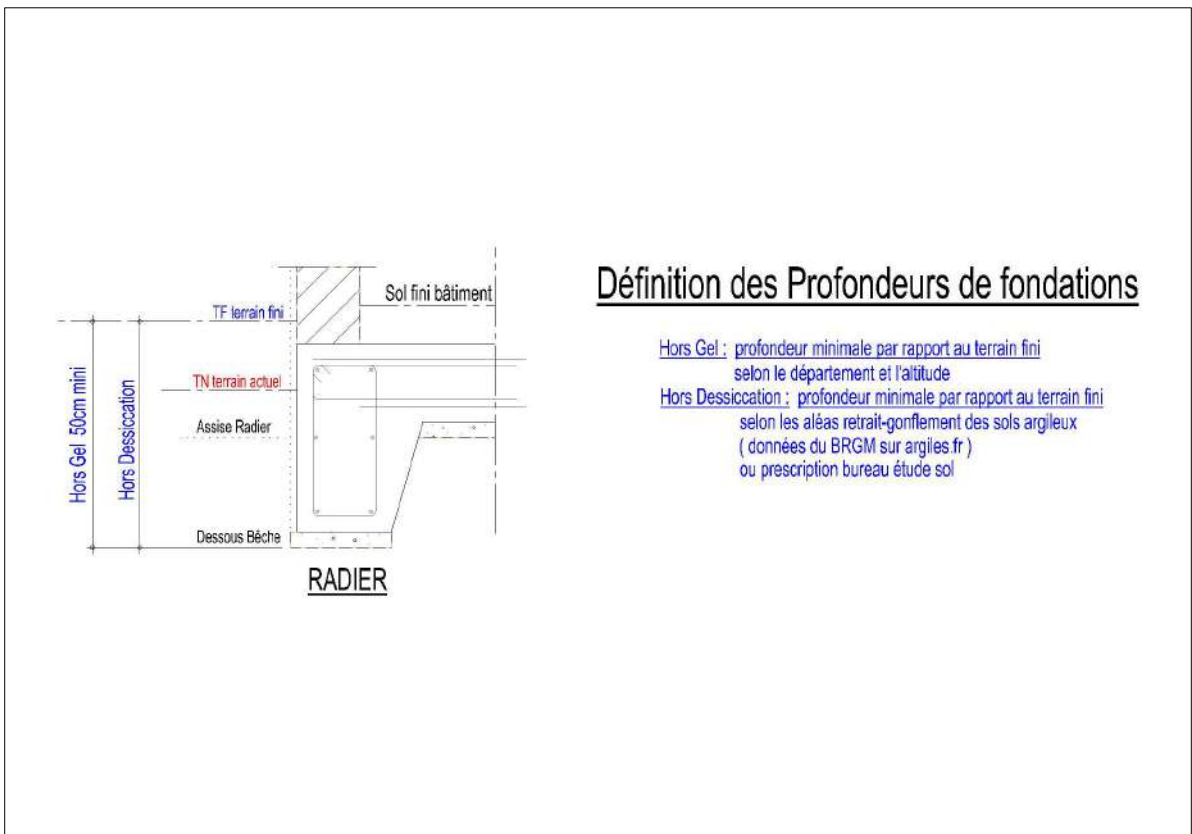 Définition des Profondeurs de fondations
Sol fini bâtiment
TF terrain fini
TN terrain actuel
Assise Radier
Dessous Bêche
Hors Gel 50cm mini
Hors Dessiccation
RADIER
Hors Gel : profondeur minimale par rapport au terrain fini
selon le département et l'altitude
Hors Dessiccation : profondeur minimale par rapport au terrain fini
selon les aléas retrait-gonflement des sols argileux
( données du BRGM sur argiles.fr )
ou prescription bureau étude sol